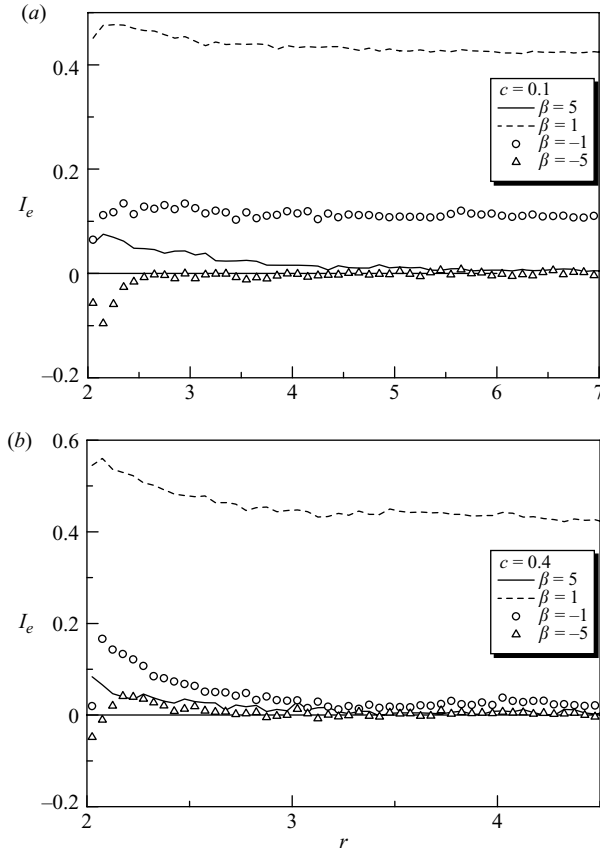 (a)
0.4
0.2
0
−0.2
I_e
c = 0.1
β = 5
β = 1
β = −1
β = −5
2 3 4 5 6 7
(b)
0.6
0.4
0.2
0
−0.2
I_e
c = 0.4
β = 5
β = 1
β = −1
β = −5
2 3 4
r